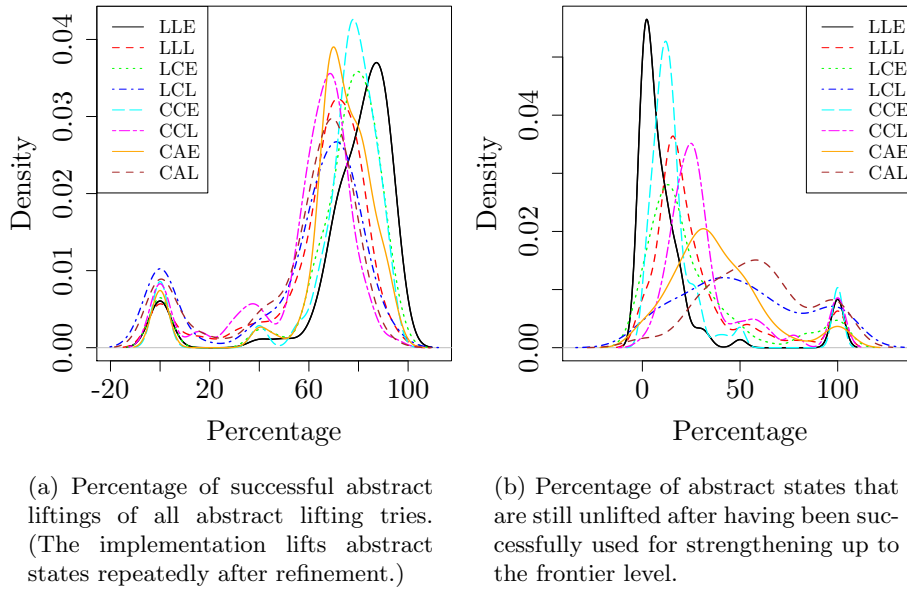 LLE
LLL
LCE
LCL
CCE
CCL
CAE
CAL
0.00
0.01
0.02
0.03
0.04
Density
-20
0
20
60
100
Percentage
LLE
LLL
LCE
LCL
CCE
CCL
CAE
CAL
0.00
0.02
0.04
Density
0
50
100
Percentage
(a) Percentage of successful abstract
liftings of all abstract lifting tries.
(The implementation lifts abstract
states repeatedly after refinement.)
(b) Percentage of abstract states that
are still unlifted after having been suc-
cessfully used for strengthening up to
the frontier level.